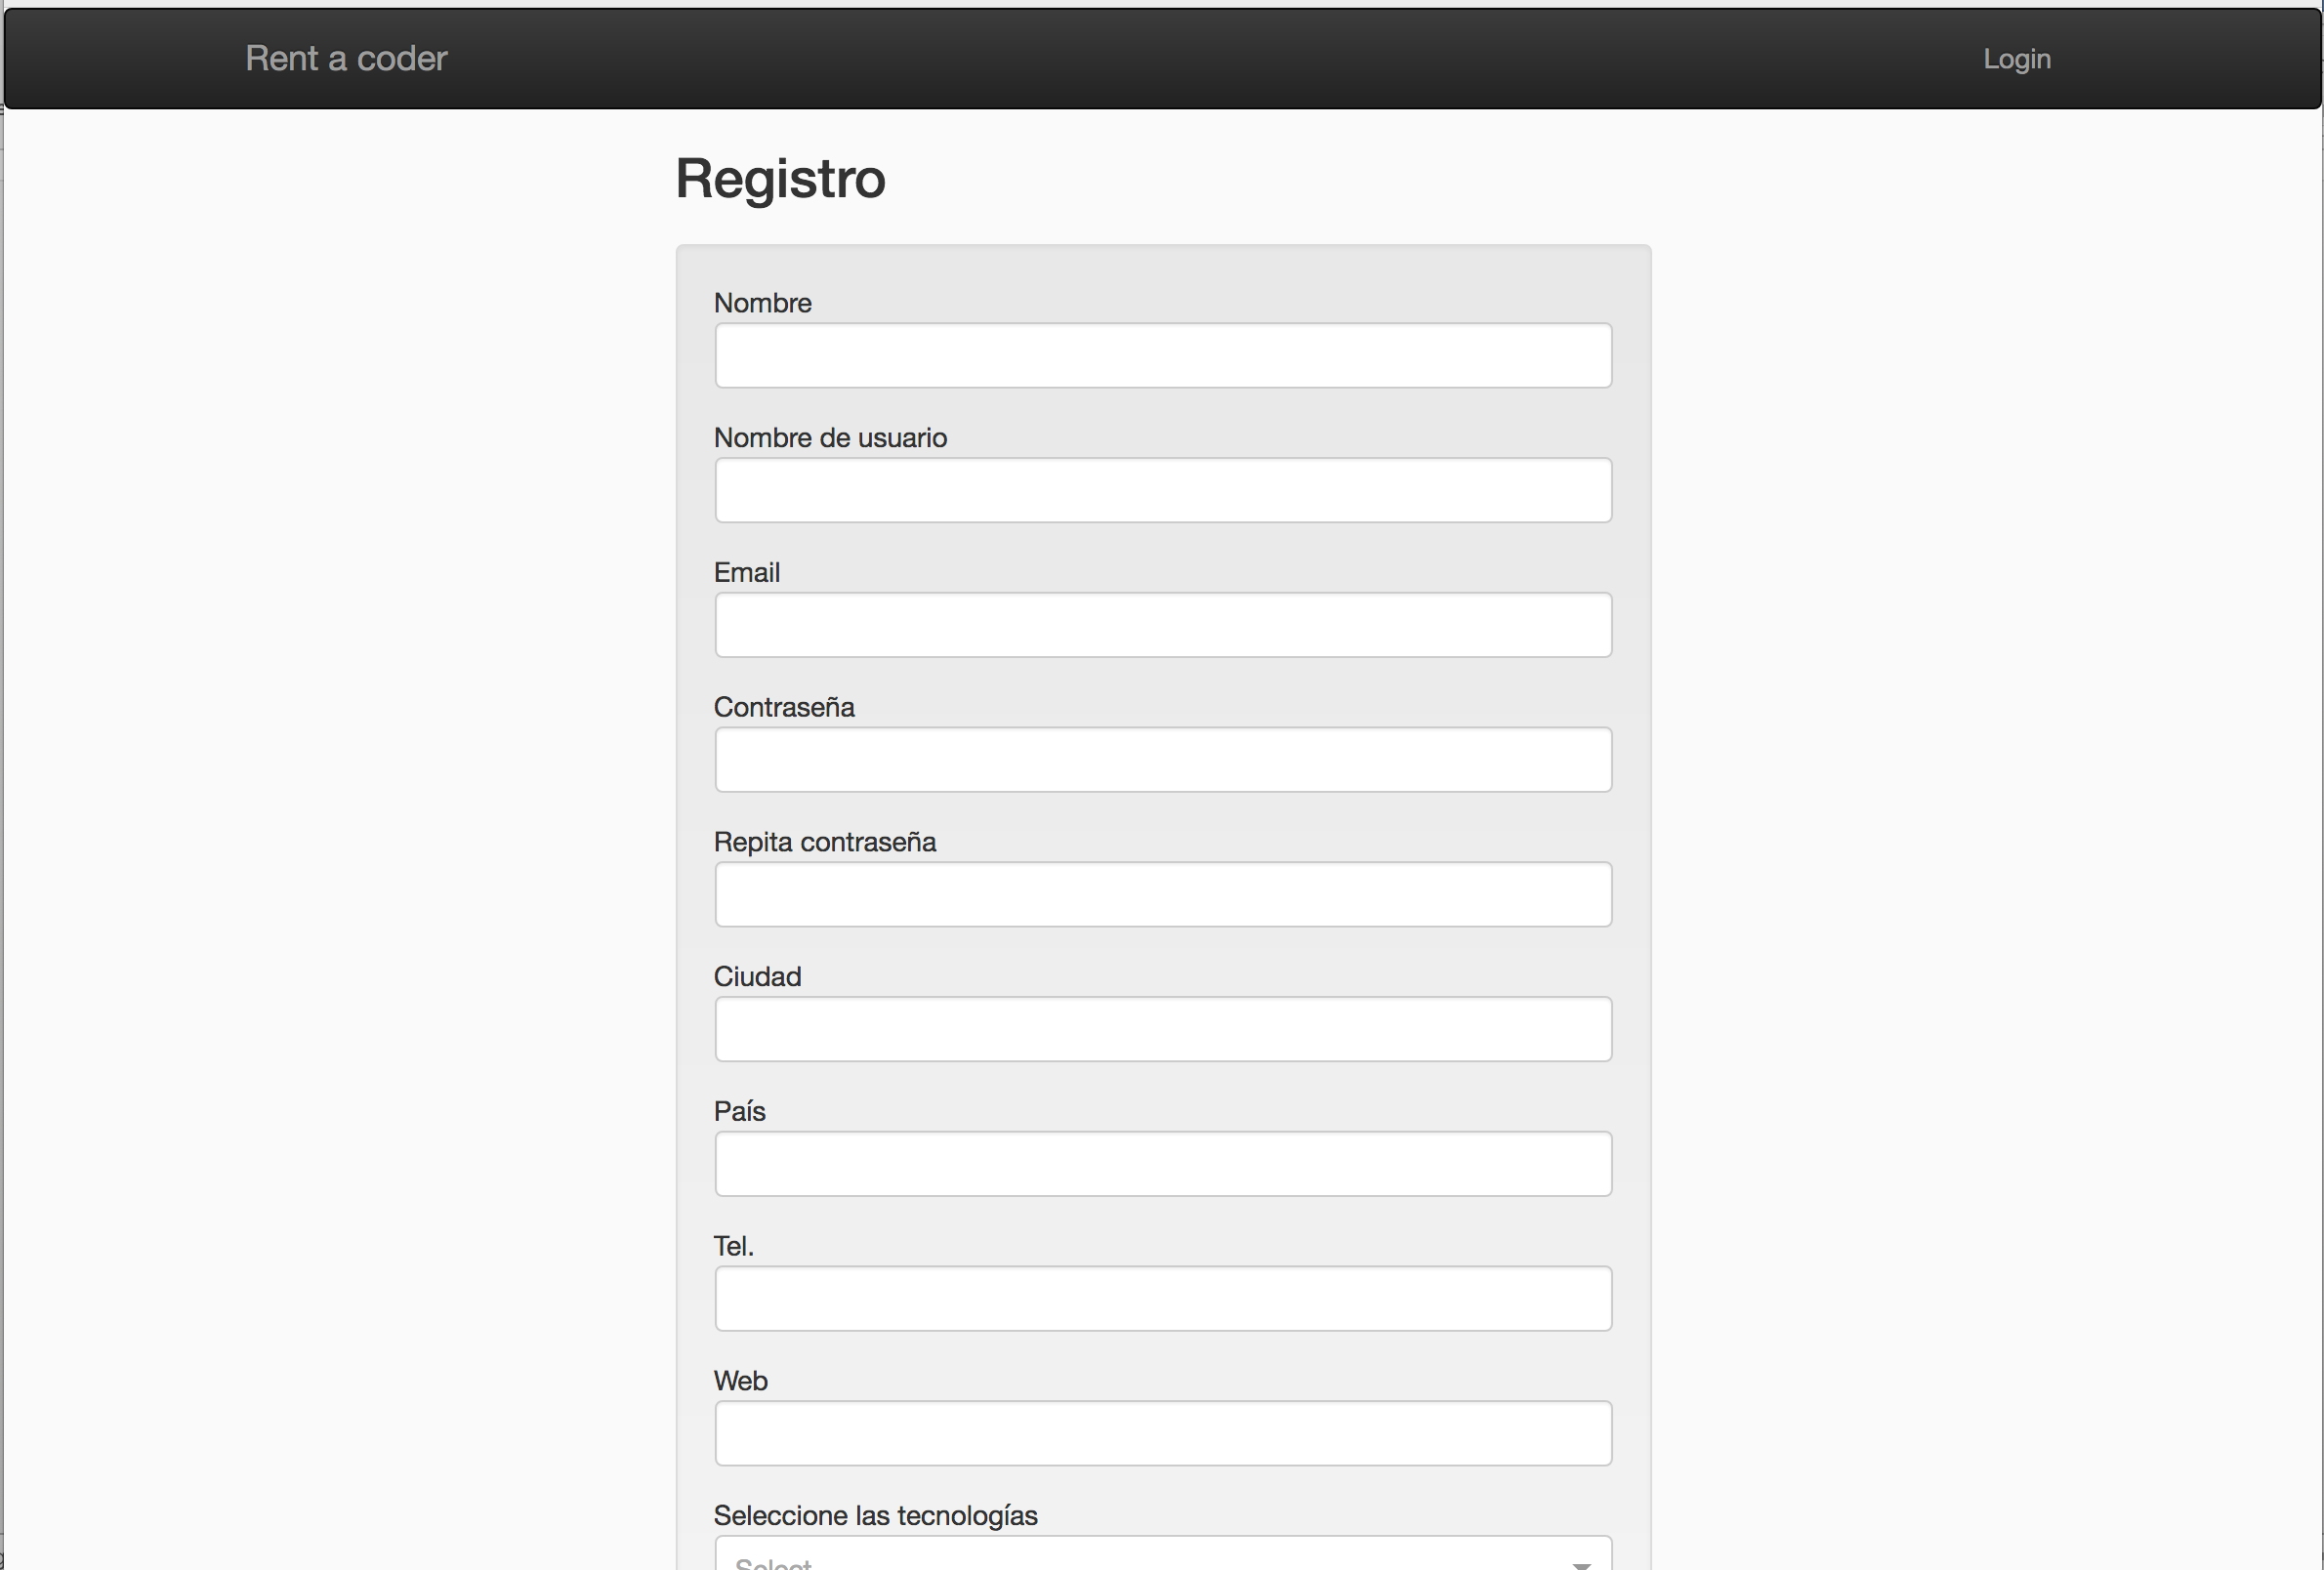 Rent a coder
Login
Registro
Nombre
Nombre de usuario
Email
Contraseña
Repita contraseña
Ciudad
País
Tel.
Web
Seleccione las tecnologías
Select